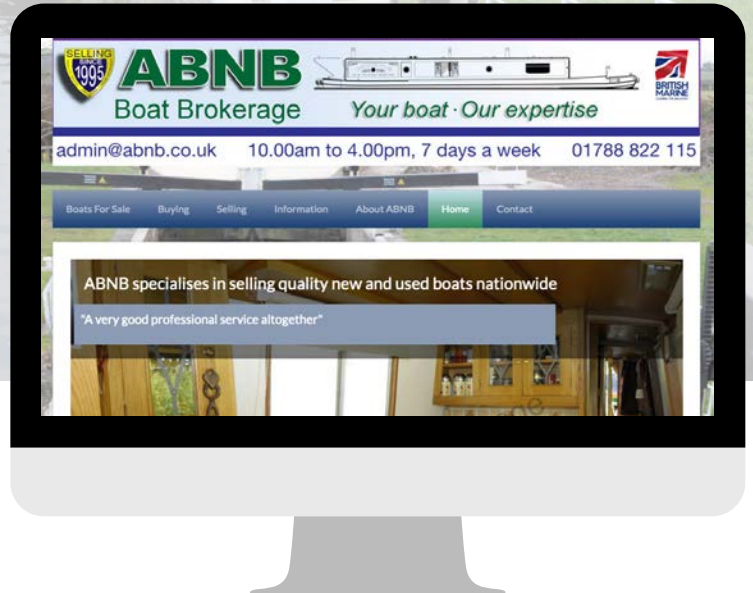 SELLING
SINCE
1995
ABNB
Boat Brokerage
Your boat · Our expertise
BRITISH
MARINE
admin@abnb.co.uk 10.00am to 4.00pm, 7 days a week 01788 822 115
Boats For Sale Buying Selling Information About ABNB Home Contact
ABNB specialises in selling quality new and used boats nationwide
"A very good professional service altogether"